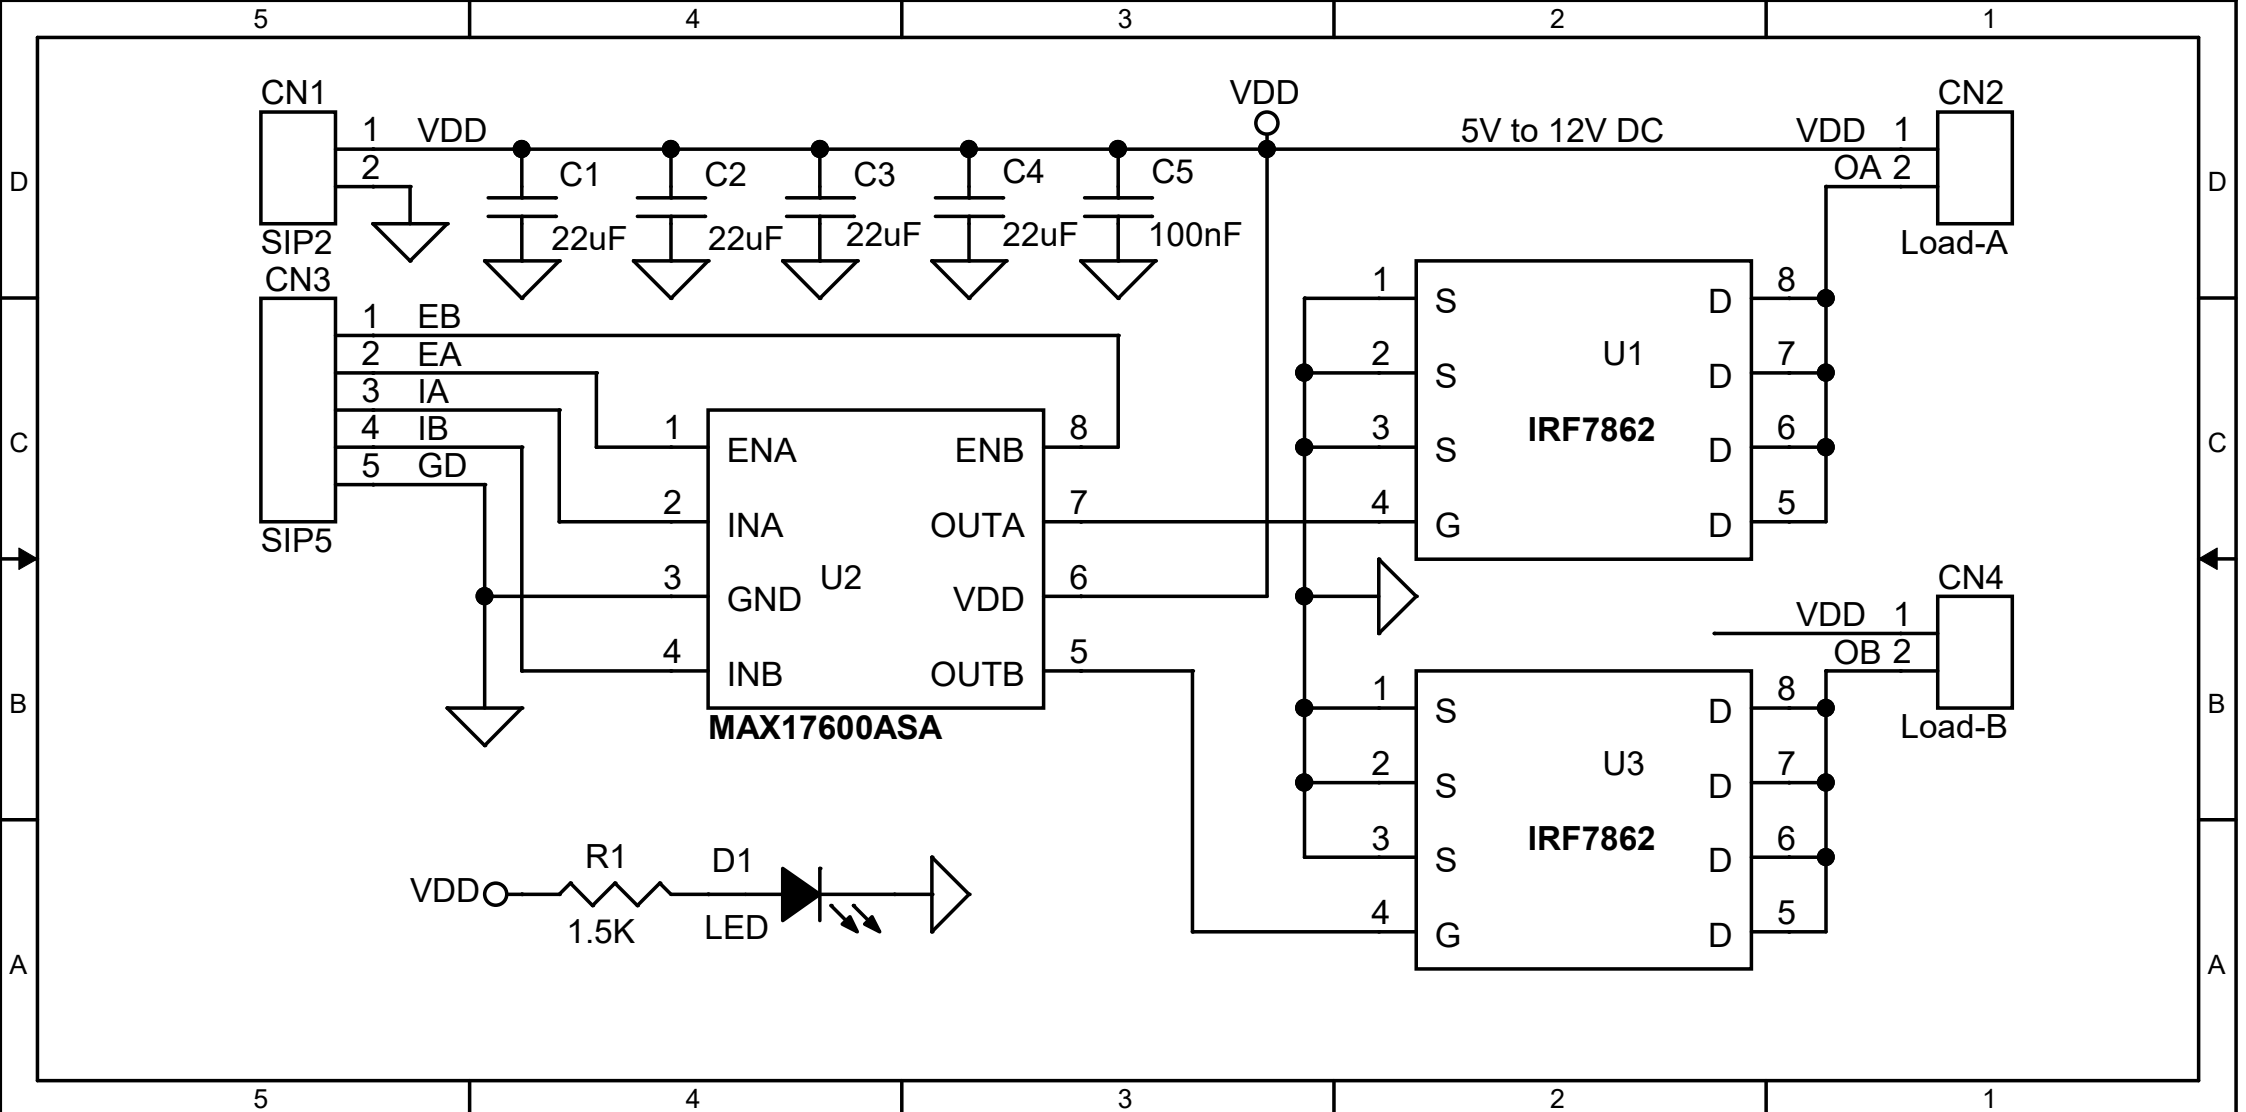 5 4 3 2 1
D D
C C
B B
A A
CN1
1 VDD
2
SIP2
C1
22uF
C2
22uF
C3
22uF
C4
22uF
C5
100nF
VDD
5V to 12V DC
CN2
VDD 1
OA 2
Load-A
CN3
1 EB
2 EA
3 IA
4 IB
5 GD
SIP5
1 ENA ENB 8
2 INA OUTA 7
3 GND U2 VDD 6
4 INB OUTB 5
MAX17600ASA
1 S D 8
U1
2 S D 7
IRF7862
3 S D 6
4 G D 5
CN4
VDD 1
OB 2
Load-B
1 S D 8
U3
2 S D 7
IRF7862
3 S D 6
4 G D 5
VDD
R1
1.5K
D1
LED
5 4 3 2 1